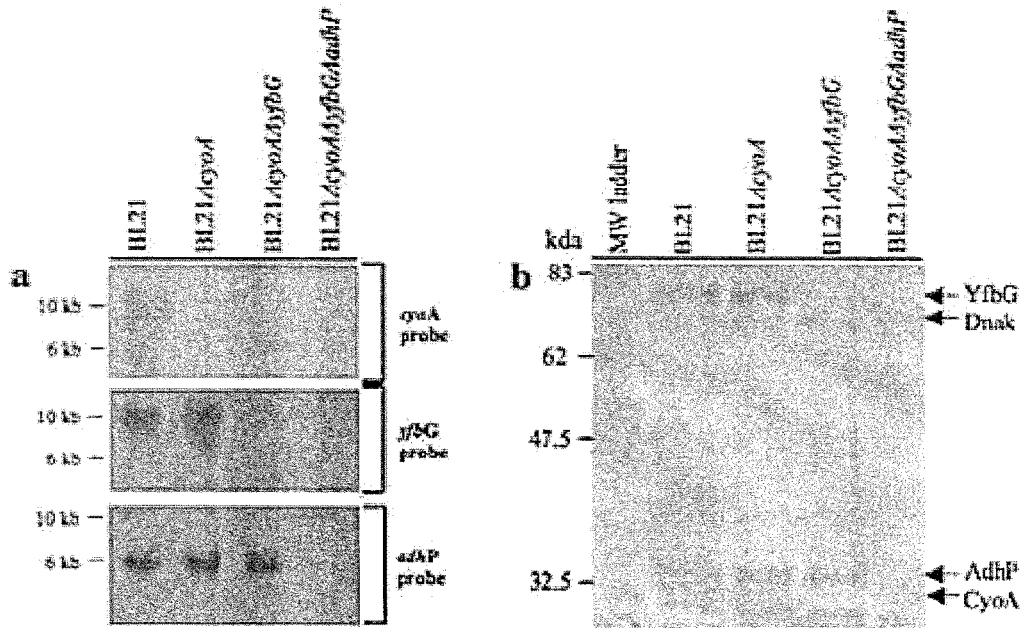 a
BL21
BL21ΔcyoA
BL21ΔcyoAΔyfbG
BL21ΔcyoAΔyfbGΔadhP
10 kb
6 kb
cyoA
probe
10 kb
6 kb
yfbG
probe
10 kb
6 kb
adhP
probe
b
kda
MW ladder
BL21
BL21ΔcyoA
BL21ΔcyoAΔyfbG
BL21ΔcyoAΔyfbGΔadhP
83
62
47.5
32.5
YfbG
Dnak
AdhP
CyoA